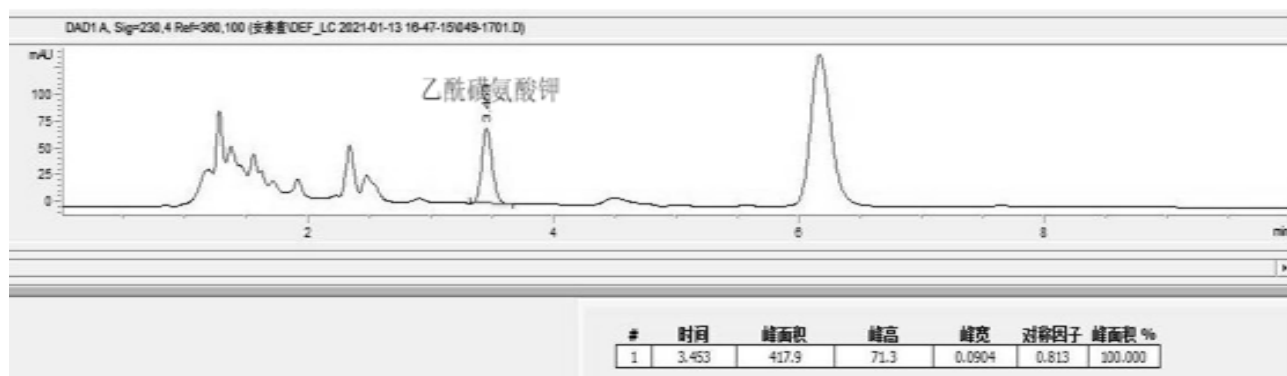 DAD1 A, Sig=230,4 Ref=360,100 (安赛蜜\DEF_LC 2021-01-13 16-47-15\049-1701.D)
mAU
乙酰磺氨酸钾
100
75
50
25
0
2
4
6
8
min
# 时间 峰面积 峰高 峰宽 对称因子 峰面积 %
1 3.453 417.9 71.3 0.0904 0.813 100.000